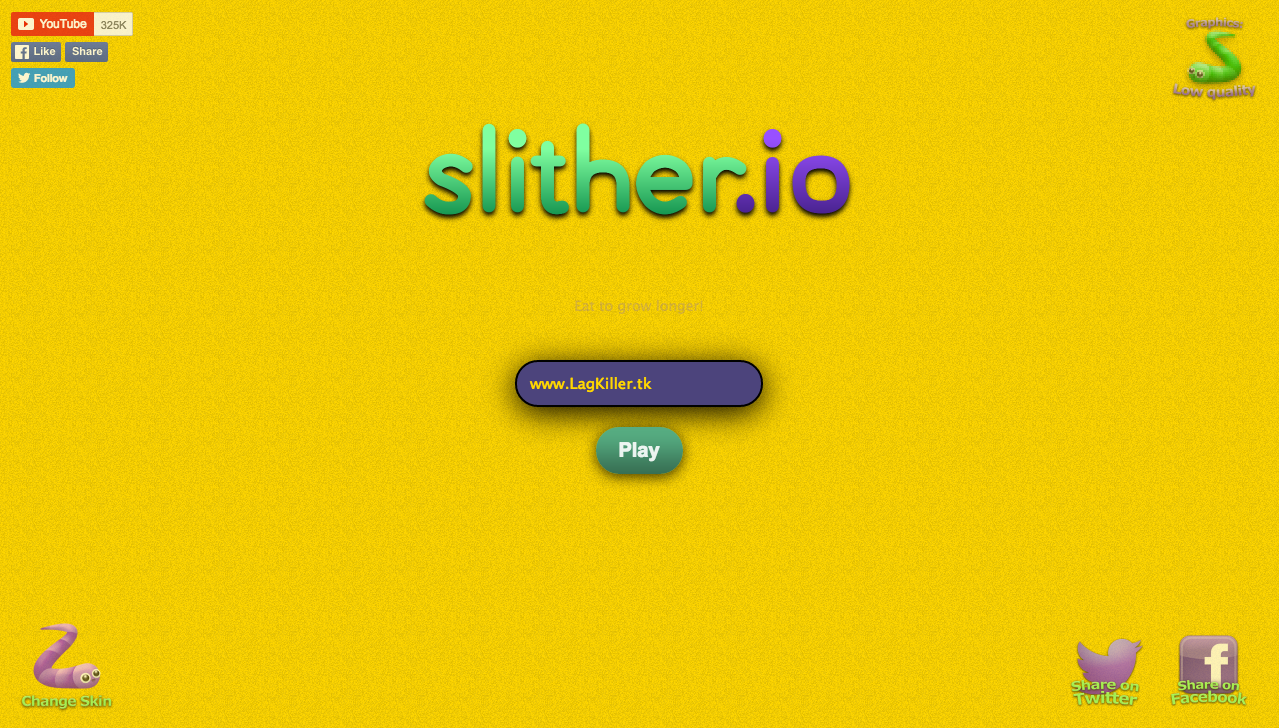 YouTube 325K
Like Share
Follow
Graphics:
Low quality
slither.io
Eat to grow longer!
www.LagKiller.tk
Play
Change Skin
Share on
Twitter
Share on
Facebook